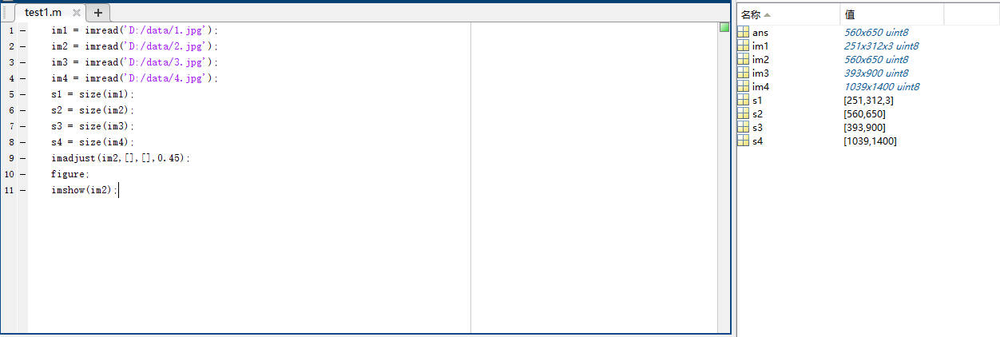 test1.m
1 – im1 = imread('D:/data/1.jpg');
2 – im2 = imread('D:/data/2.jpg');
3 – im3 = imread('D:/data/3.jpg');
4 – im4 = imread('D:/data/4.jpg');
5 – s1 = size(im1);
6 – s2 = size(im2);
7 – s3 = size(im3);
8 – s4 = size(im4);
9 – imadjust(im2,[],[],0.45);
10 – figure;
11 – imshow(im2);
名称 值
ans 560x650 uint8
im1 251x312x3 uint8
im2 560x650 uint8
im3 393x900 uint8
im4 1039x1400 uint8
s1 [251,312,3]
s2 [560,650]
s3 [393,900]
s4 [1039,1400]